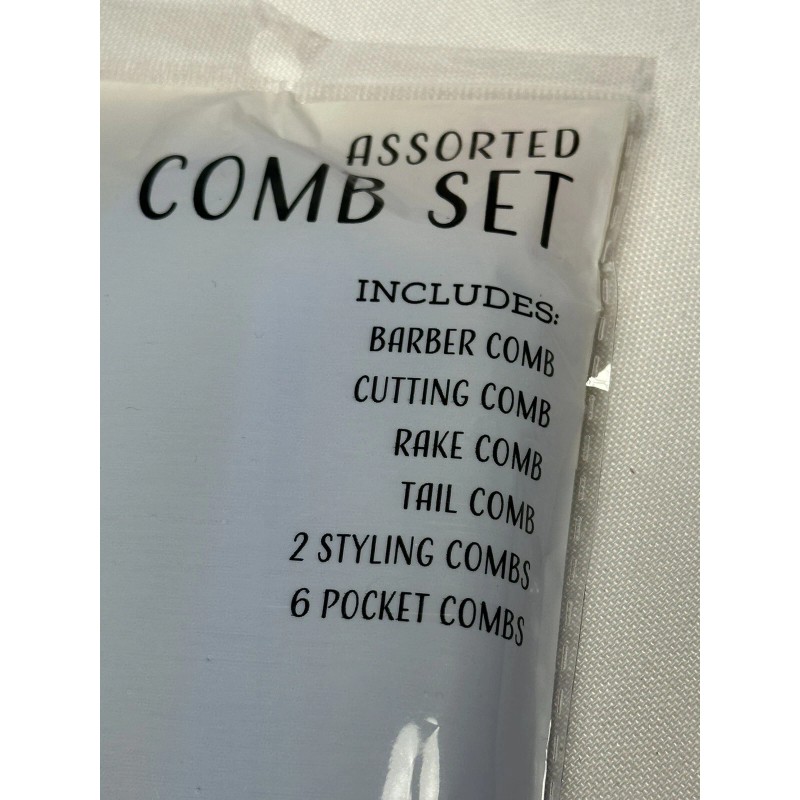 ASSORTED
COMB SET
INCLUDES:
BARBER COMB
CUTTING COMB
RAKE COMB
TAIL COMB
2 STYLING COMBS
6 POCKET COMBS